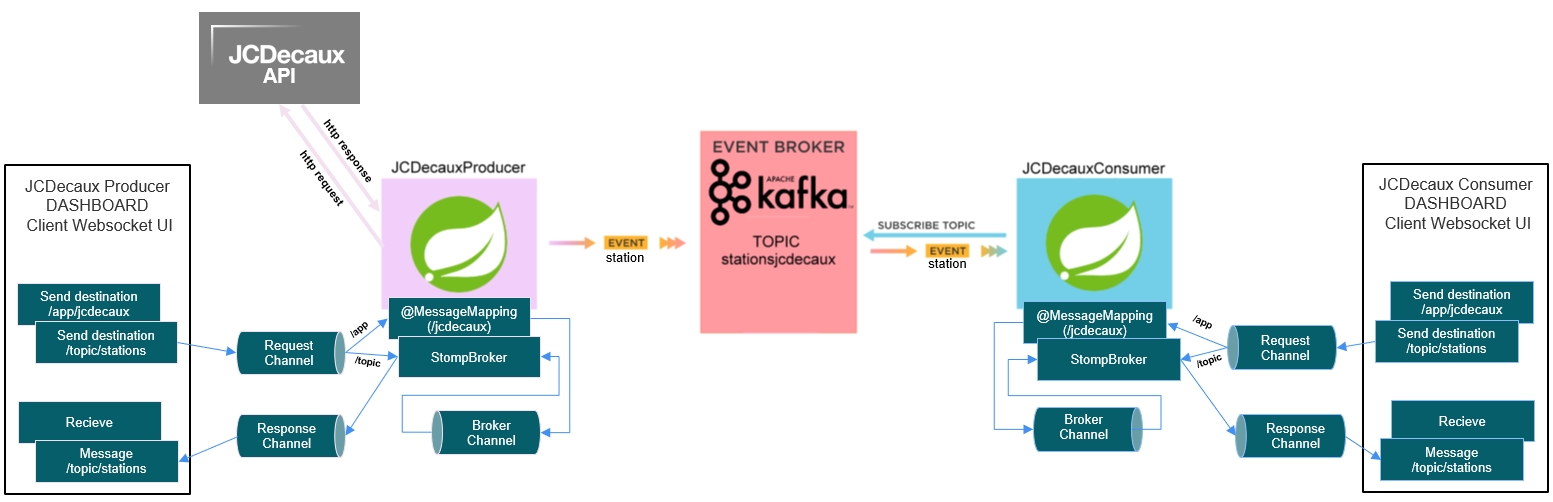 JCDecaux
API
http response
http request
JCDecaux Producer
DASHBOARD
Client Websocket UI
Send destination
/app/jcdecaux
Send destination
/topic/stations
Recieve
Message
/topic/stations
Request
Channel
/app
/topic
Response
Channel
JCDecauxProducer
@MessageMapping
(/jcdecaux)
StompBroker
Broker
Channel
EVENT
station
EVENT BROKER
APACHE
kafka
TOPIC
stationsjcdecaux
SUBSCRIBE TOPIC
EVENT
station
JCDecauxConsumer
@MessageMapping
(/jcdecaux)
StompBroker
Broker
Channel
/app
/topic
Request
Channel
Response
Channel
JCDecaux Consumer
DASHBOARD
Client Websocket UI
Send destination
/app/jcdecaux
Send destination
/topic/stations
Recieve
Message
/topic/stations